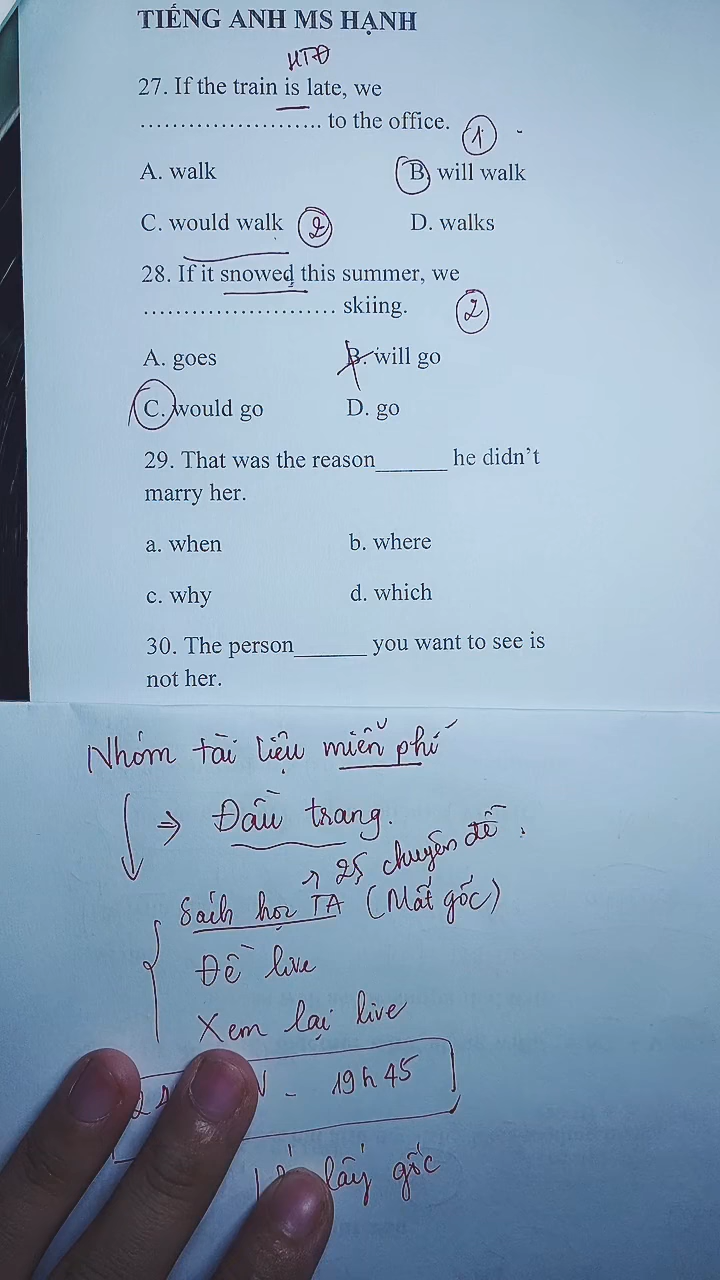 TIẾNG ANH MS HẠNH
HTĐ
27. If the train is late, we
........................ to the office. 1
A. walk B. will walk
C. would walk 2 D. walks
28. If it snowed this summer, we
......................... skiing. 2
A. goes B. will go
C. would go D. go
29. That was the reason______ he didn't
marry her.
a. when b. where
c. why d. which
30. The person______ you want to see is
not her.
Nhóm tài liệu miễn phí
⇒ Đầu trang.
25 chuyên đề.
Sách học TA (Mất gốc)
Đề live
Xem lại live
- 19h45
lấy gốc